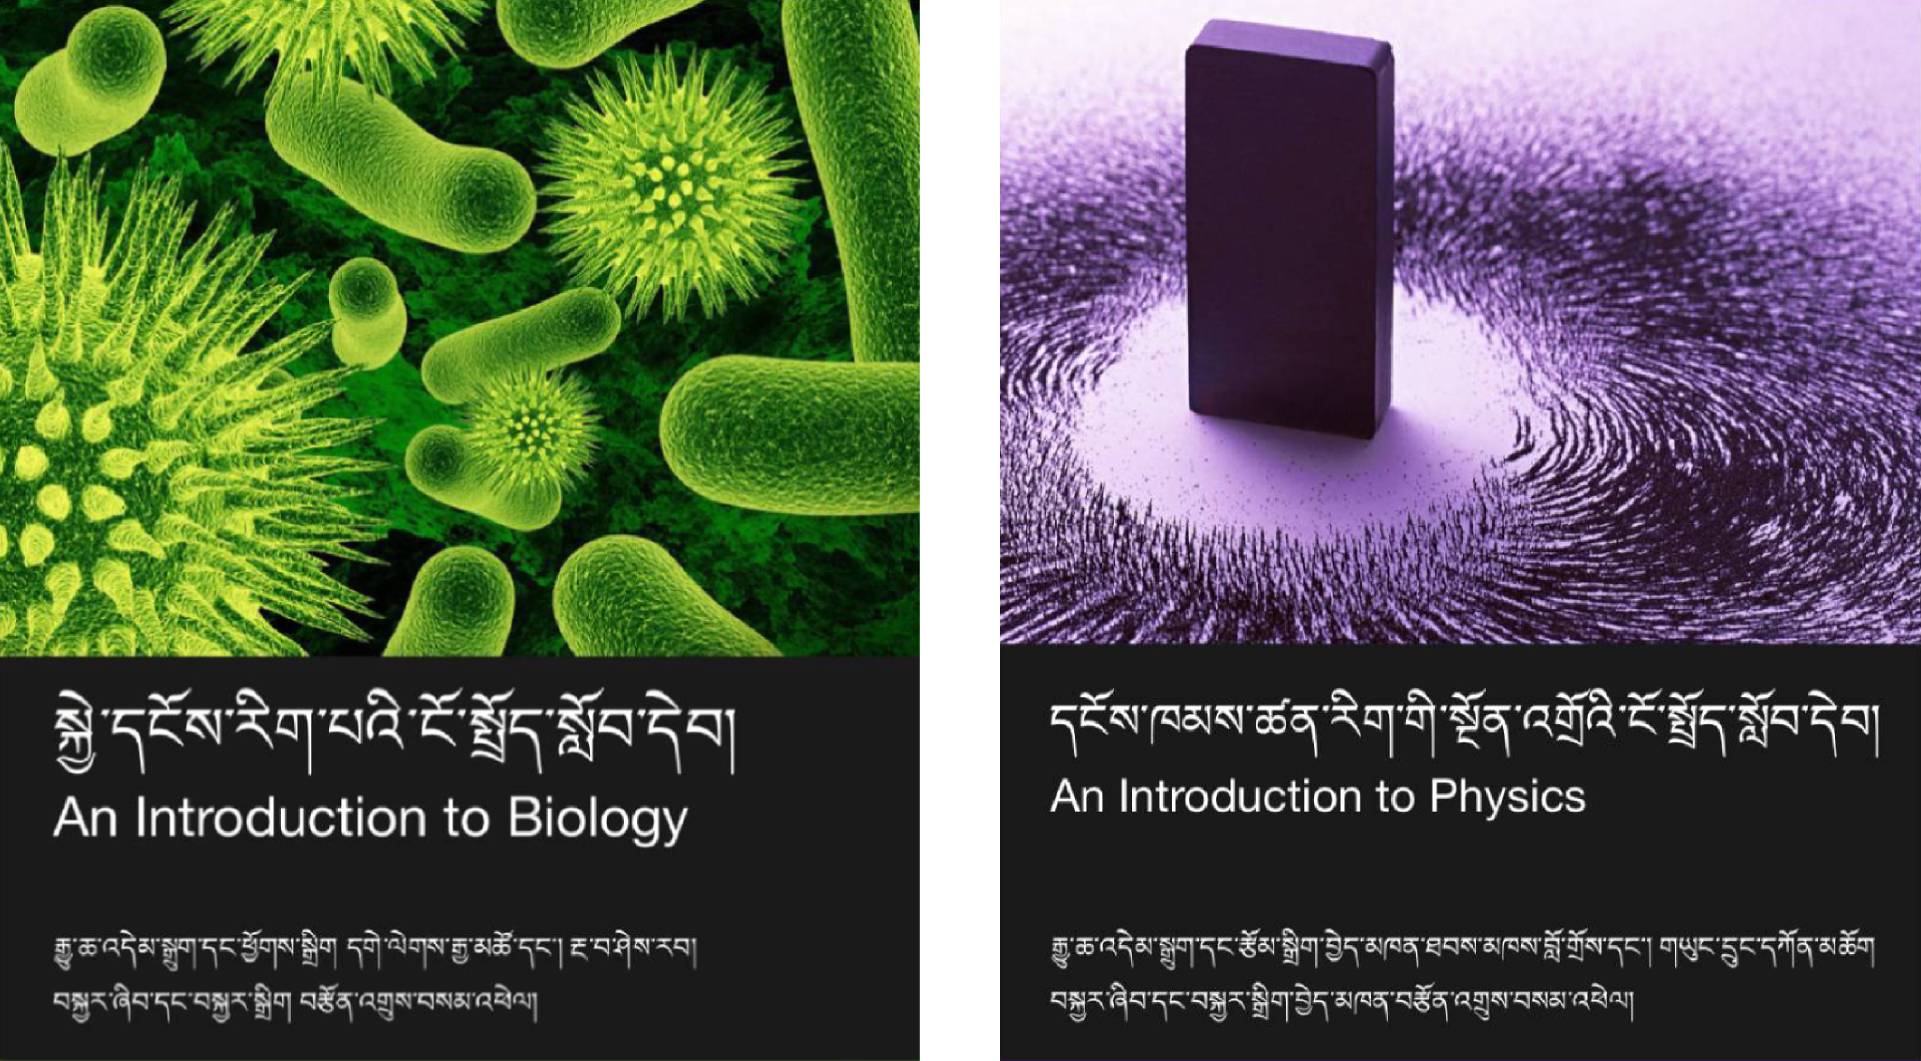 སྐྱེ་དངོས་རིག་པའི་ངོ་སྤྲོད་སློབ་དེབ།
An Introduction to Biology
རྒྱུ་ཆ་འདེམ་སྒྲུག་དང་ཕྱོགས་སྒྲིག དགེ་ལེགས་རྒྱ་མཚོ་དང་། རྔ་བ་ཤེས་རབ།
བསྐྱར་ཞིབ་དང་བསྐྱར་སྒྲིག བརྩོན་འགྲུས་བསམ་འཕེལ།
དངོས་ཁམས་ཚན་རིག་གི་སྔོན་འགྲོའི་ངོ་སྤྲོད་སློབ་དེབ།
An Introduction to Physics
རྒྱུ་ཆ་འདེམ་སྒྲུག་དང་རྩོམ་སྒྲིག་བྱེད་མཁན་ཐབས་མཁས་བློ་གྲོས་དང་། གཡུང་དྲུང་དཀོན་མཆོག
བསྐྱར་ཞིབ་དང་བསྐྱར་སྒྲིག་བྱེད་མཁན་བརྩོན་འགྲུས་བསམ་འཕེལ།